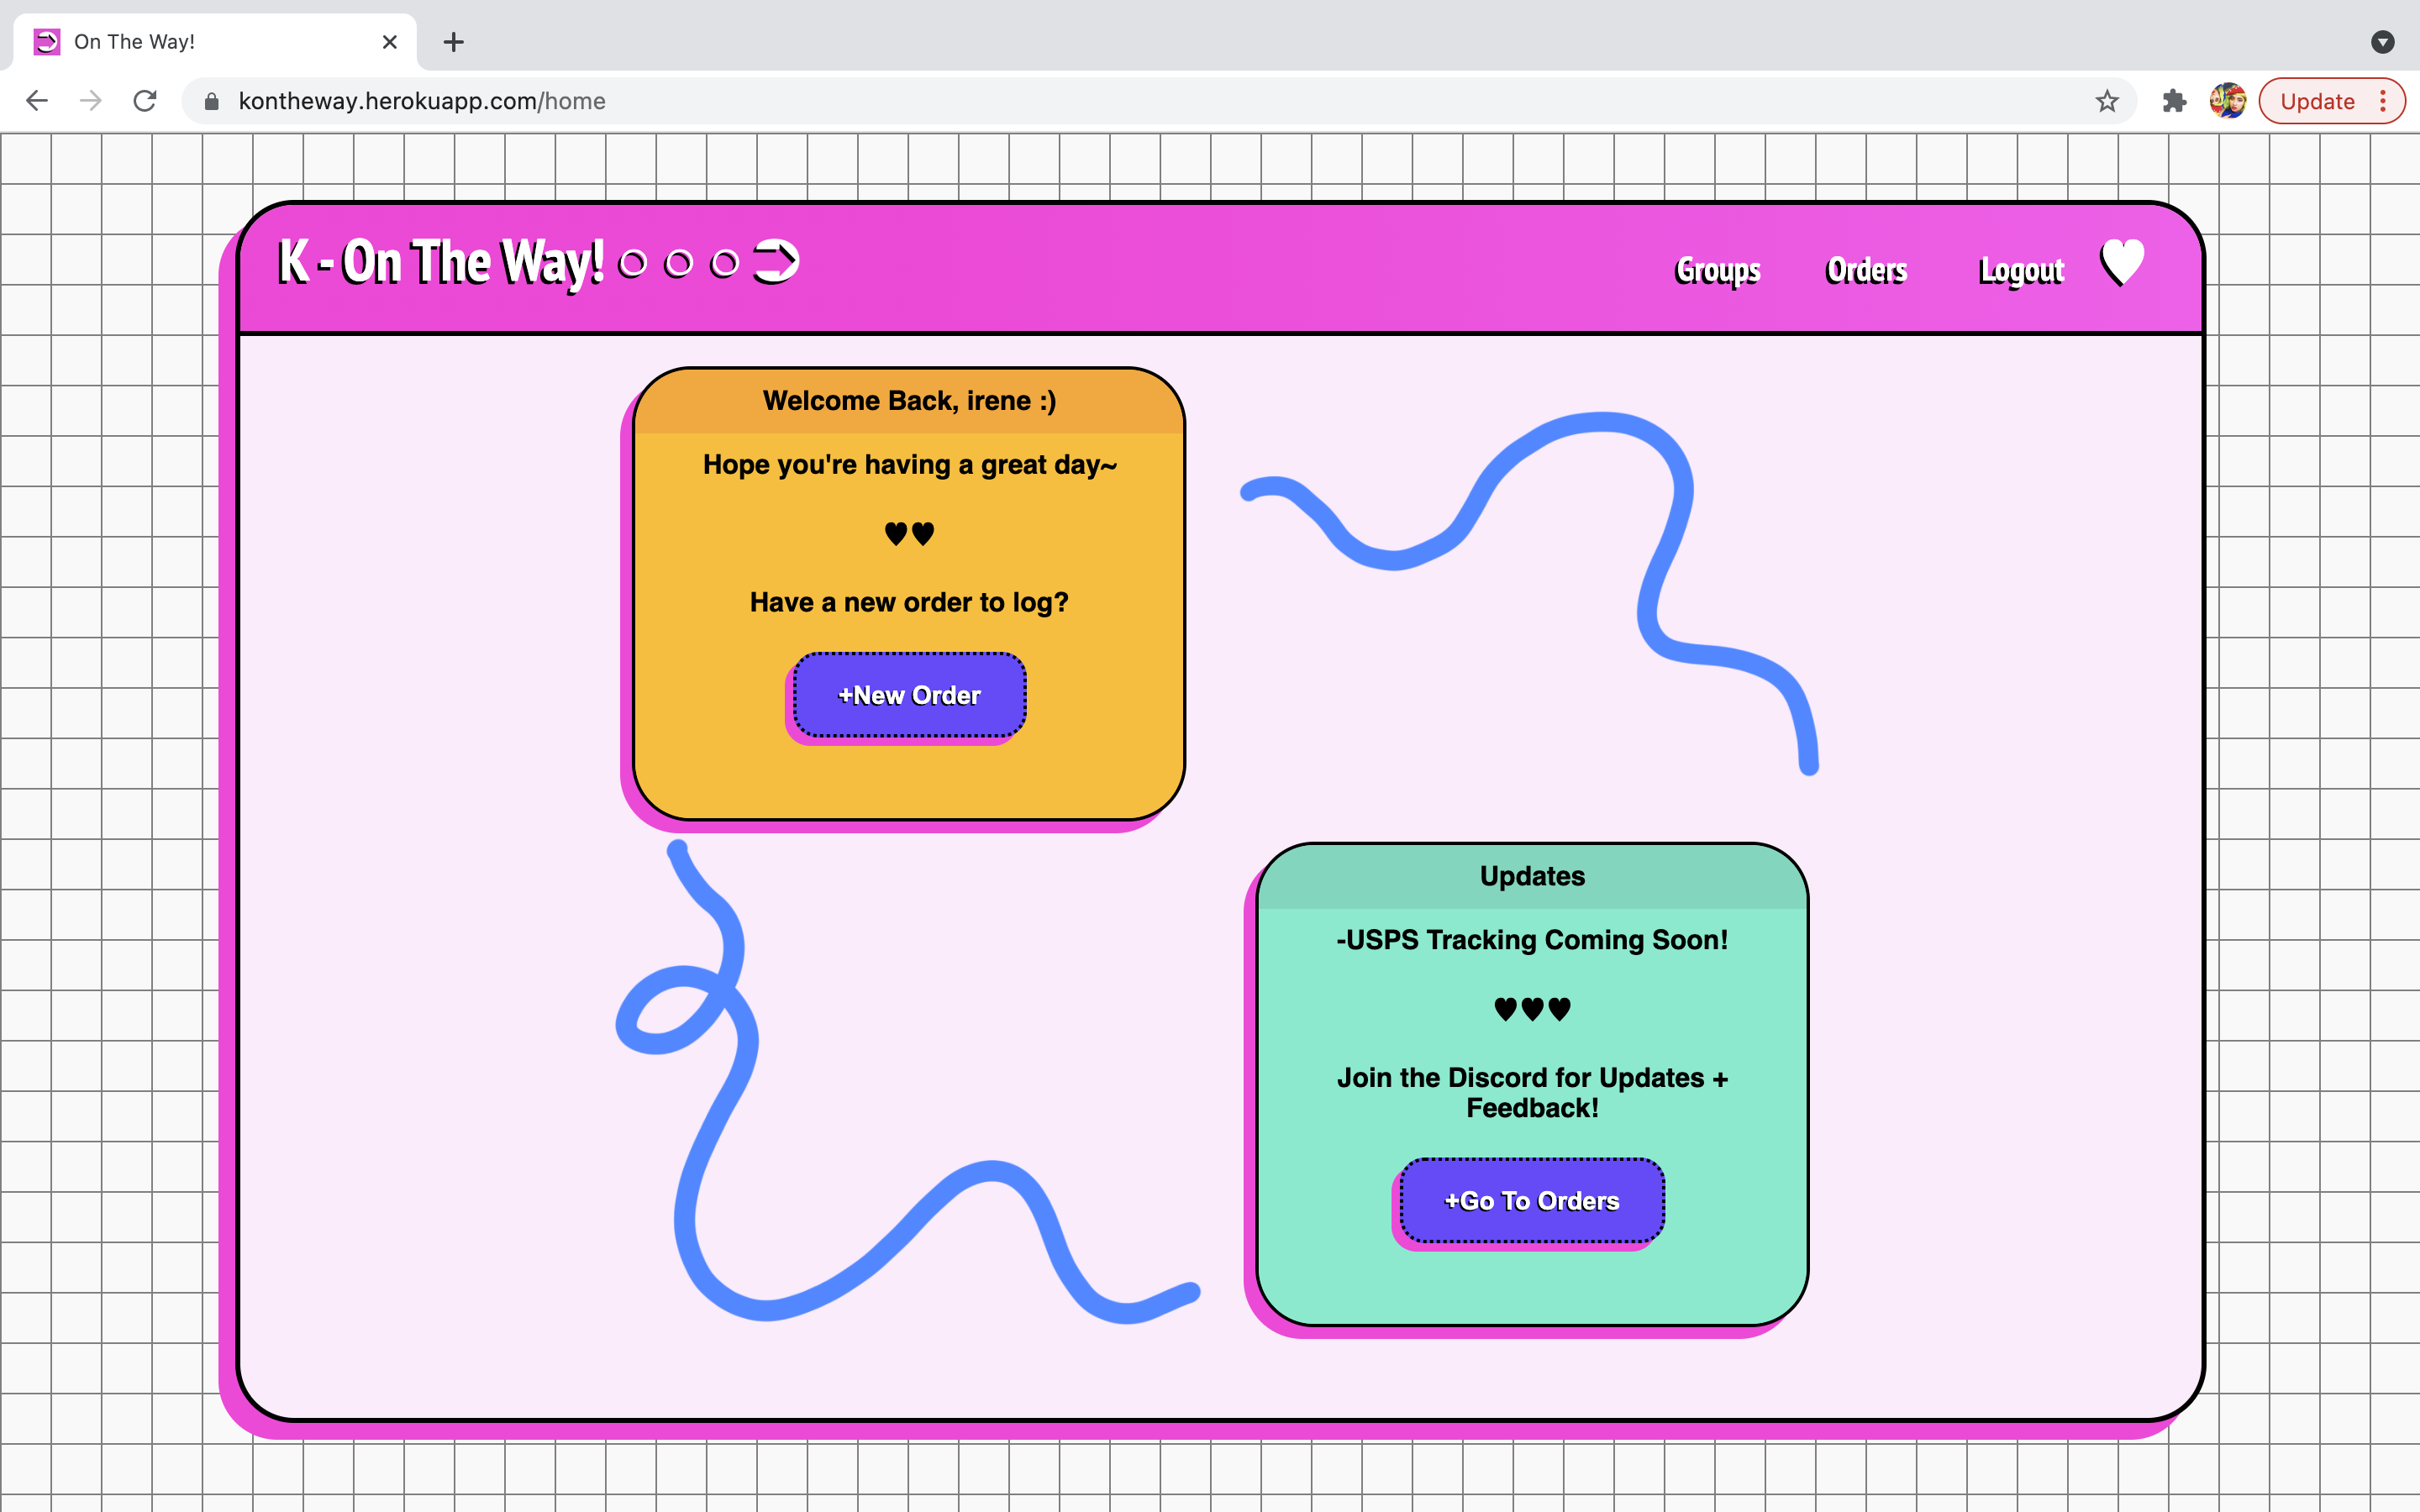 On The Way!
kontheway.herokuapp.com/home
Update
K - On The Way! ○ ○ ○ ➲
Groups
Orders
Logout
Welcome Back, irene :)
Hope you're having a great day~
♥♥
Have a new order to log?
+New Order
Updates
-USPS Tracking Coming Soon!
♥♥♥
Join the Discord for Updates +
Feedback!
+Go To Orders